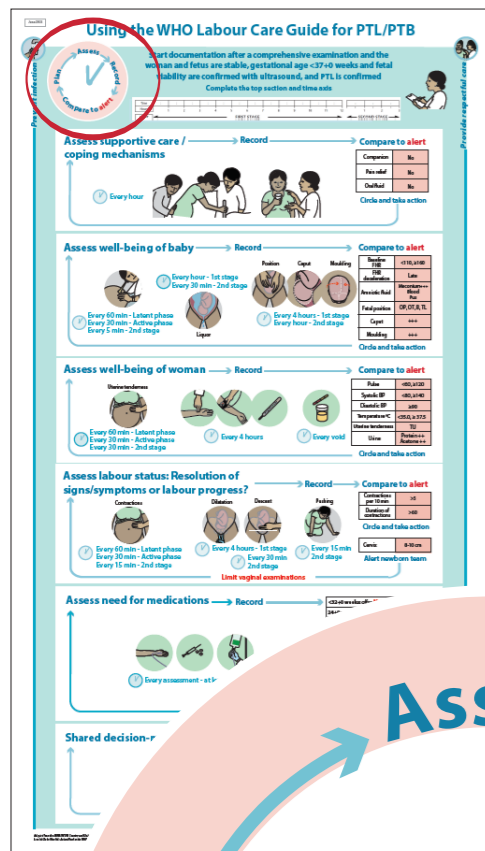 Using the WHO Labour Care Guide for PTL/PTB
Start documentation after a comprehensive examination and the
woman and fetus are stable, gestational age <37+0 weeks and fetal
viability are confirmed with ultrasound, and PTL is confirmed
Complete the top section and time axis
Plan
Assess
Record
Compare to alert
Prevent infection
Provide respectful care
FIRST STAGE
SECOND STAGE
Assess supportive care /
coping mechanisms
Record
Compare to alert
Every hour
Companion No
Pain relief No
Oral fluid No
Circle and take action
Assess well-being of baby
Record
Compare to alert
Every 60 min - Latent phase
Every 30 min - Active phase
Every 5 min - 2nd stage
Every hour - 1st stage
Every 30 min - 2nd stage
Liquor
Position
Caput
Moulding
Every 4 hours - 1st stage
Every hour - 2nd stage
Baseline
FHR <110, ≥160
FHR
deceleration Late
Amniotic fluid Meconium+++
Blood
Fetal position OP, OT, B, TL
Caput +++
Moulding +++
Circle and take action
Assess well-being of woman
Record
Compare to alert
Uterine tenderness
Every 60 min - Latent phase
Every 30 min - Active phase
Every 30 min - 2nd stage
Every 4 hours
Every void
Pulse <60, ≥120
Systolic BP <80, ≥140
Diastolic BP ≥90
Temperature °C <35.0, ≥37.5
Uterine tenderness TU
Urine Protein++
Acetone++
Circle and take action
Assess labour status: Resolution of
signs/symptoms or labour progress?
Record
Compare to alert
Contractions
Every 60 min - Latent phase
Every 30 min - Active phase
Every 15 min - 2nd stage
Dilatation
Descent
Every 4 hours - 1st stage
Every 30 min
2nd stage
Pushing
Every 15 min
2nd stage
Limit vaginal examinations
Contractions
per 10 min >5
Duration of
contractions >60
Circle and take action
Cervix 8-10 cm
Alert newborn team
Assess need for medications
Record
Every assessment - at l
Shared decision-
Ass